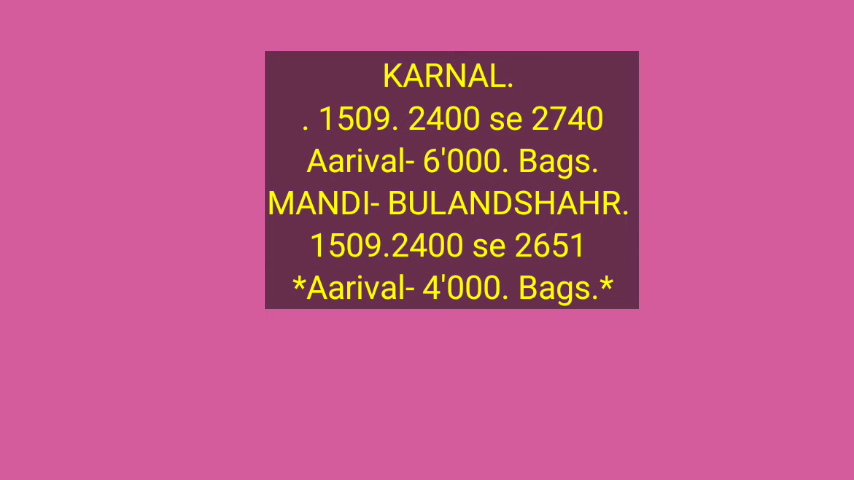 KARNAL.
. 1509. 2400 se 2740
Aarival- 6'000. Bags.
MANDI- BULANDSHAHR.
1509.2400 se 2651
*Aarival- 4'000. Bags.*